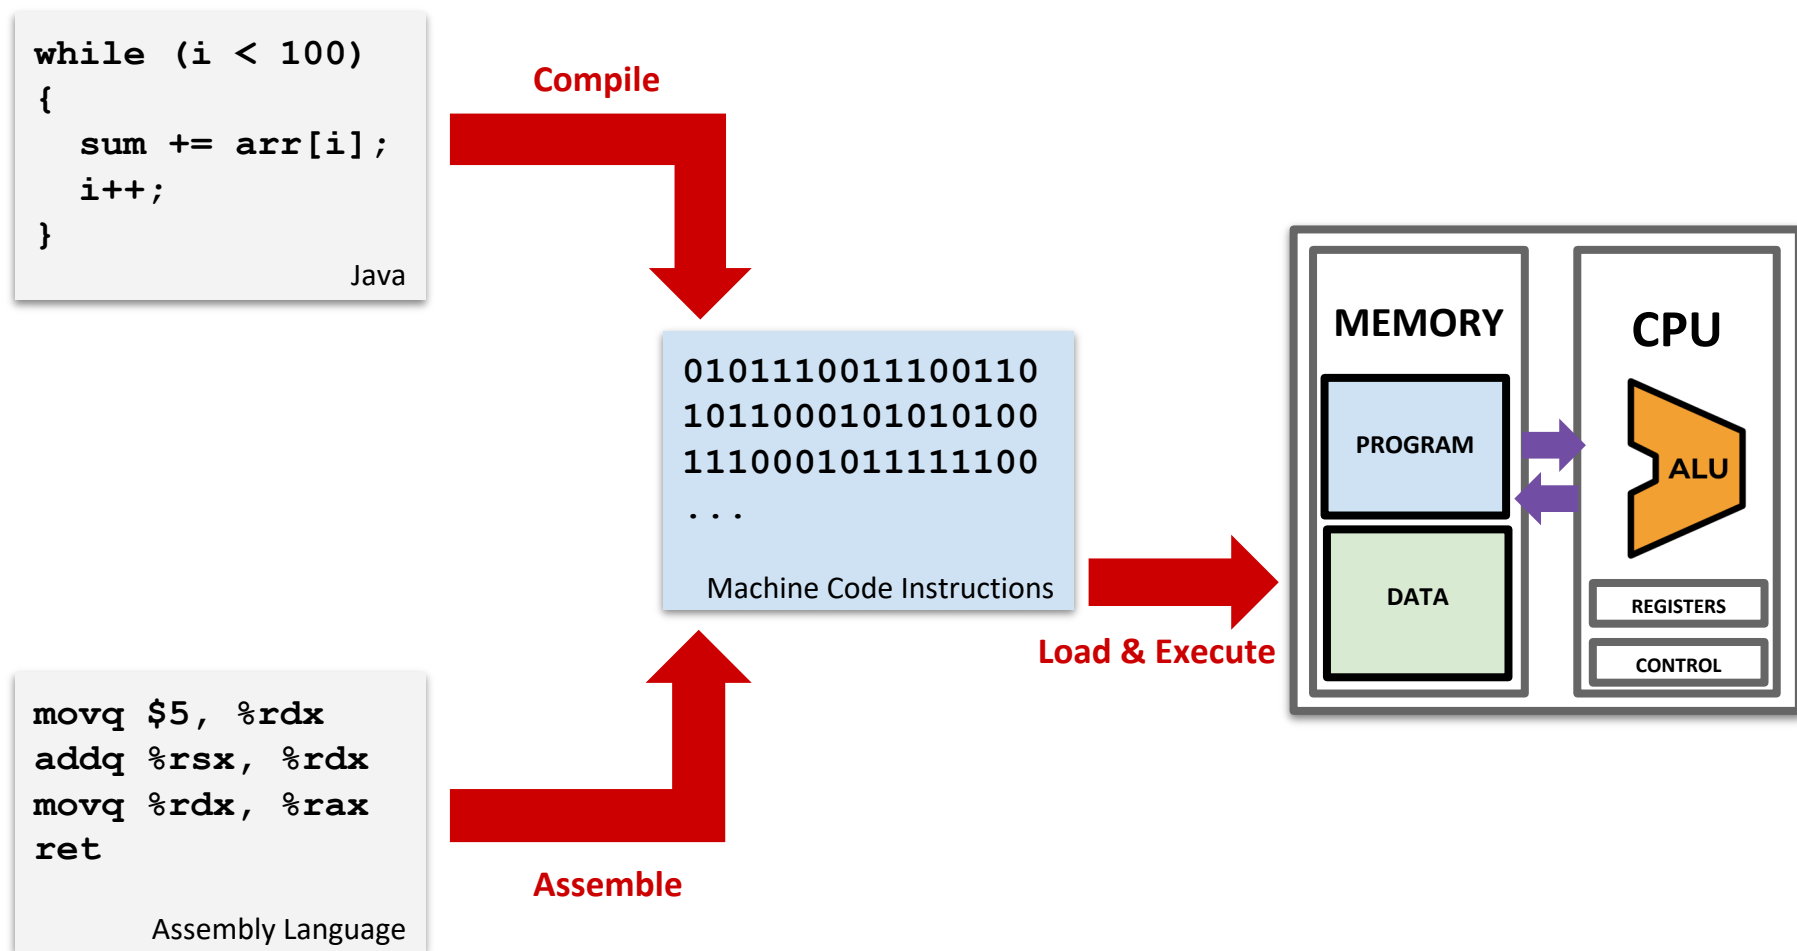 while (i < 100)
{
  sum += arr[i];
  i++;
}
Java
Compile
0101110011100110
1011000101010100
1110001011111100
...
Machine Code Instructions
movq $5, %rdx
addq %rsx, %rdx
movq %rdx, %rax
ret
Assembly Language
Assemble
Load & Execute
MEMORY
PROGRAM
DATA
CPU
ALU
REGISTERS
CONTROL